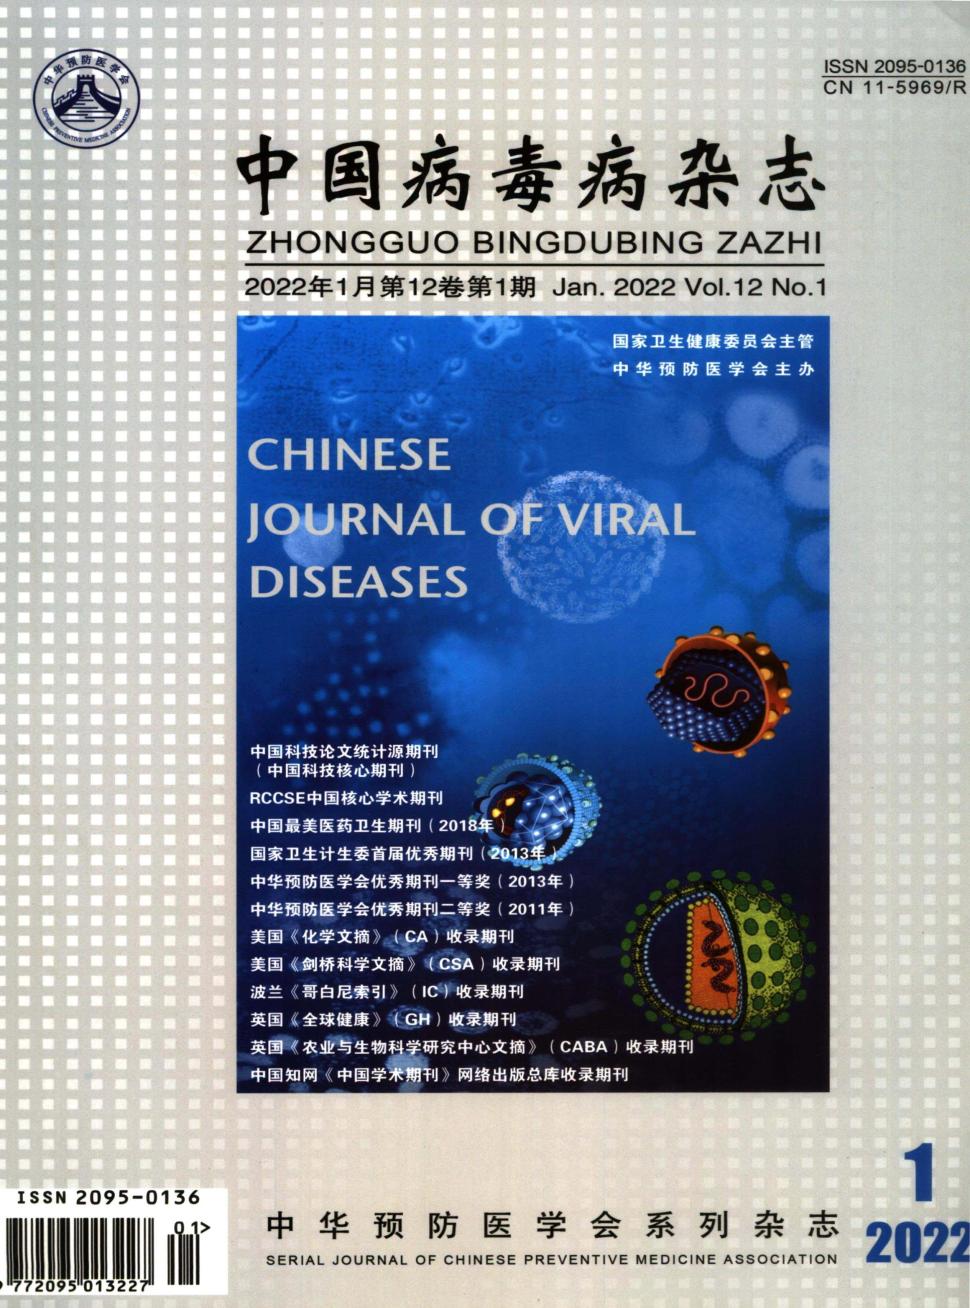 中华预防医学会
CHINESE PREVENTIVE MEDICINE ASSOCIATION
ISSN 2095-0136
CN 11-5969/R
中国病毒病杂志
ZHONGGUO BINGDUBING ZAZHI
2022年1月第12卷第1期 Jan. 2022 Vol.12 No.1
国家卫生健康委员会主管
中华预防医学会主办
CHINESE
JOURNAL OF VIRAL
DISEASES
中国科技论文统计源期刊
（中国科技核心期刊）
RCCSE中国核心学术期刊
中国最美医药卫生期刊（2018年）
国家卫生计生委首届优秀期刊（2013年）
中华预防医学会优秀期刊一等奖（2013年）
中华预防医学会优秀期刊二等奖（2011年）
美国《化学文摘》（CA）收录期刊
美国《剑桥科学文摘》（CSA）收录期刊
波兰《哥白尼索引》（IC）收录期刊
英国《全球健康》（GH）收录期刊
英国《农业与生物科学研究中心文摘》（CABA）收录期刊
中国知网《中国学术期刊》网络出版总库收录期刊
1
2022
ISSN 2095-0136
01>
9 772095 013227
中华预防医学会系列杂志
SERIAL JOURNAL OF CHINESE PREVENTIVE MEDICINE ASSOCIATION